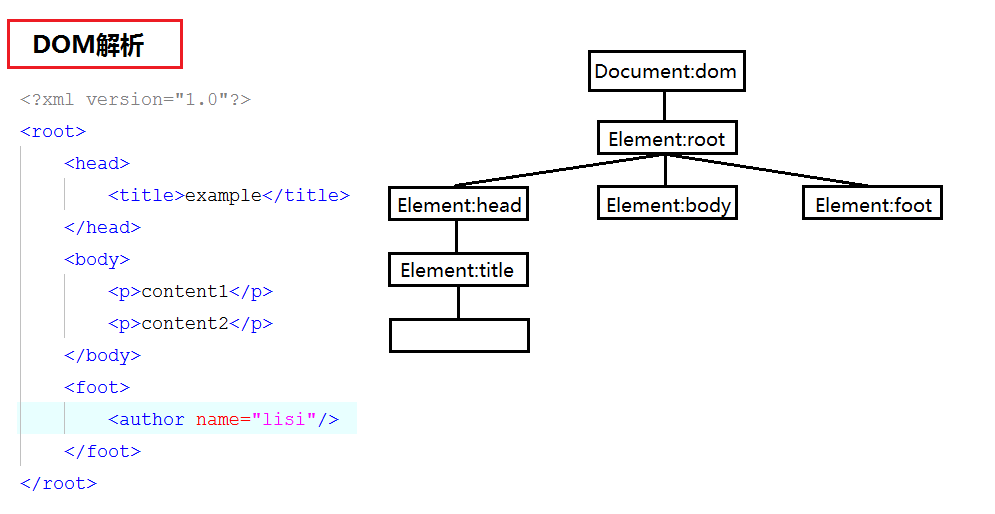 DOM解析
<?xml version="1.0"?>
<root>
<head>
<title>example</title>
</head>
<body>
<p>content1</p>
<p>content2</p>
</body>
<foot>
<author name="lisi"/>
</foot>
</root>
Document:dom
Element:root
Element:head
Element:body
Element:foot
Element:title